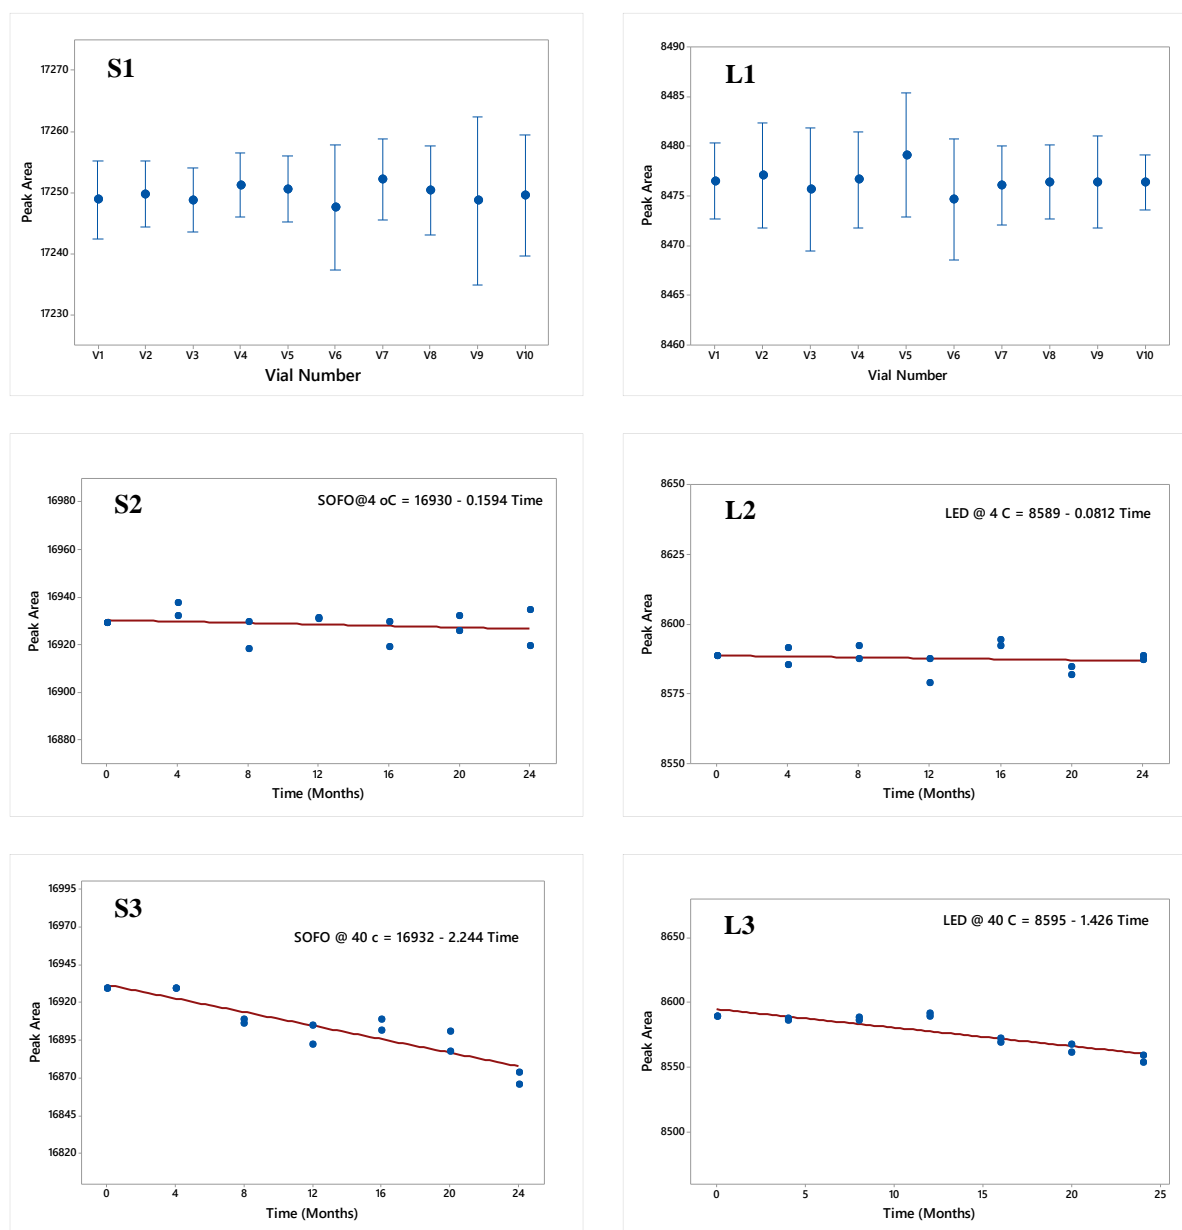 S1
17270
17260
17250
17240
17230
Peak Area
V1 V2 V3 V4 V5 V6 V7 V8 V9 V10
Vial Number
L1
8490
8485
8480
8475
8470
8465
8460
Peak Area
V1 V2 V3 V4 V5 V6 V7 V8 V9 V10
Vial Number
S2
SOFO@4 oC = 16930 - 0.1594 Time
16980
16960
16940
16920
16900
16880
Peak Area
0 4 8 12 16 20 24
Time (Months)
L2
LED @ 4 C = 8589 - 0.0812 Time
8650
8625
8600
8575
8550
Peak Area
0 4 8 12 16 20 24
Time (Months)
S3
SOFO @ 40 c = 16932 - 2.244 Time
16995
16970
16945
16920
16895
16870
16845
16820
Peak Area
0 4 8 12 16 20 24
Time (Months)
L3
LED @ 40 C = 8595 - 1.426 Time
8650
8600
8550
8500
Peak Area
0 5 10 15 20 25
Time (Months)